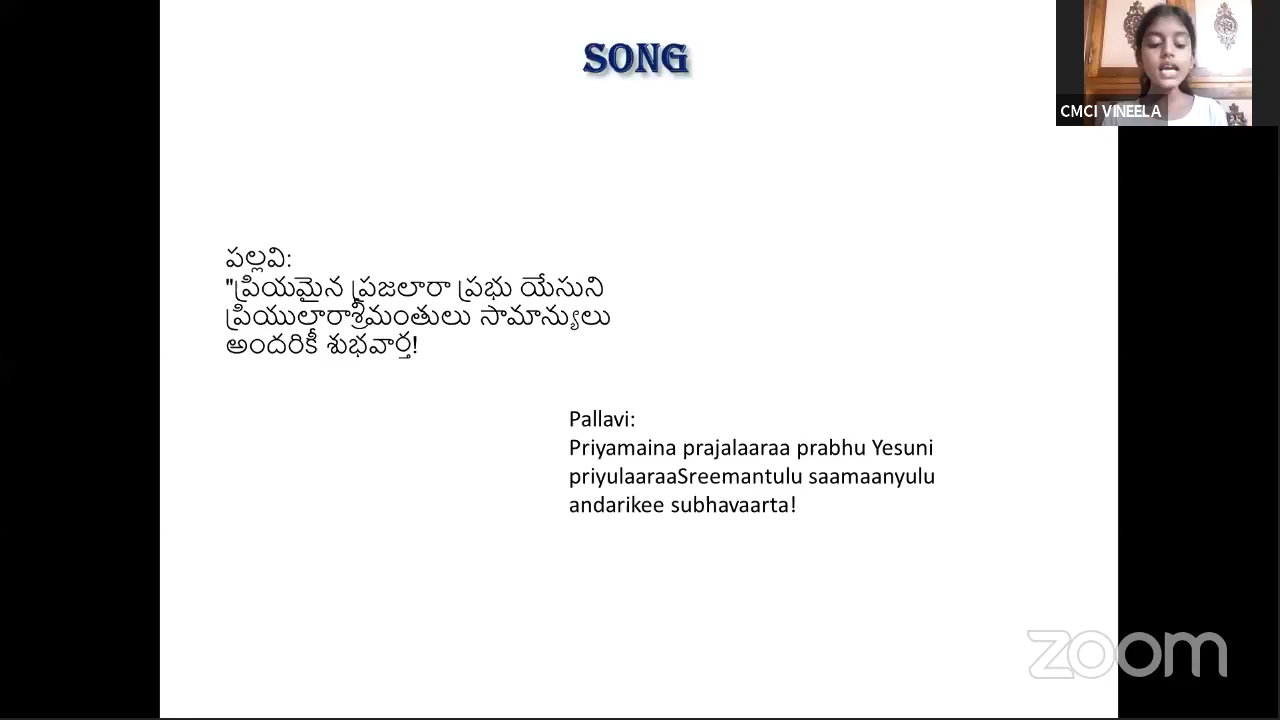 SONG
CMCI VINEELA
పల్లవి:
"ప్రియమైన ప్రజలారా ప్రభు యేసుని
ప్రియులారాశ్రీమంతులు సామాన్యులు
అందరికీ శుభవార్త!
Pallavi:
Priyamaina prajalaaraa prabhu Yesuni
priyulaaraaSreemantulu saamaanyulu
andarikee subhavaarta!
zoom